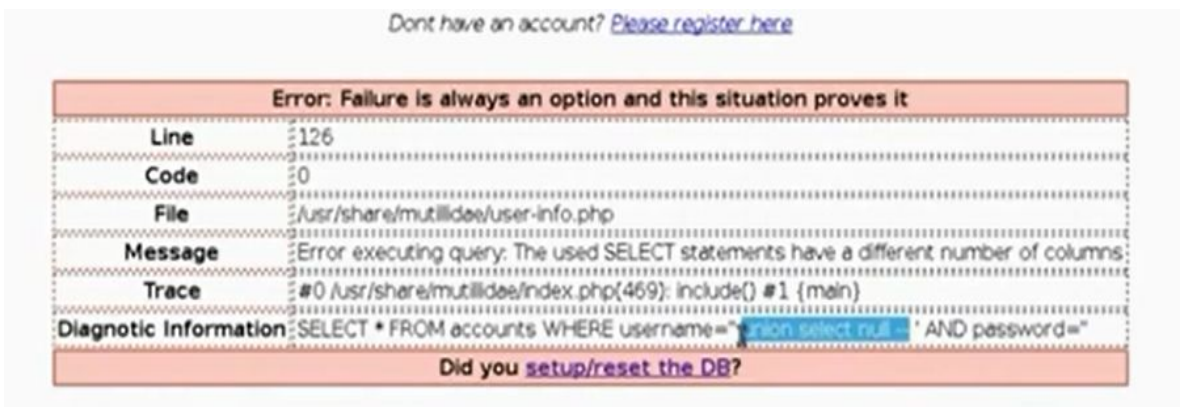 Dont have an account? Please register here
Error: Failure is always an option and this situation proves it
Line 126
Code 0
File /usr/share/mutillidae/user-info.php
Message Error executing query: The used SELECT statements have a different number of columns
Trace #0 /usr/share/mutillidae/index.php(469): include() #1 {main}
Diagnotic Information SELECT * FROM accounts WHERE username='' union select null -- ' AND password=''
Did you setup/reset the DB?